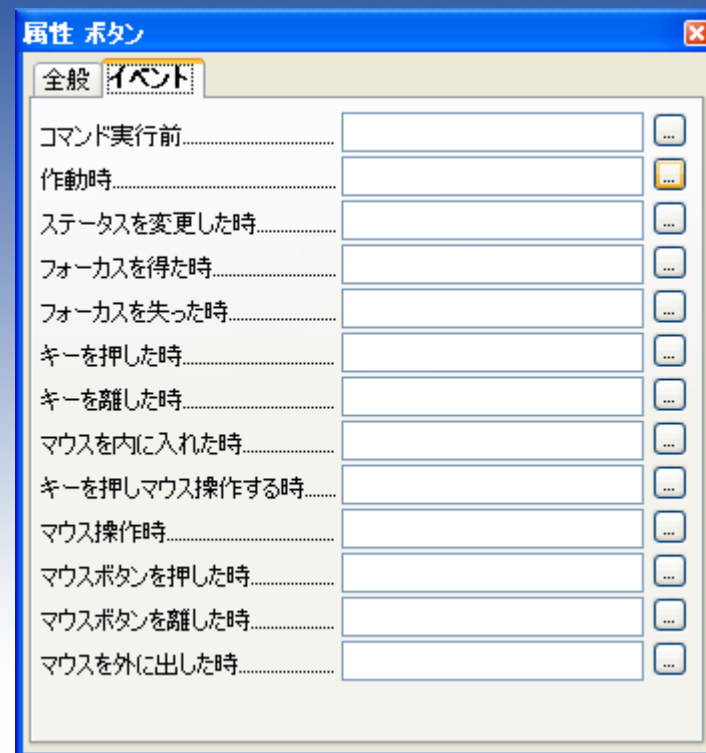 属性 ボタン
全般 イベント
コマンド実行前.......................... ...
作動時.......................... ...
ステータスを変更した時.......................... ...
フォーカスを得た時.......................... ...
フォーカスを失った時.......................... ...
キーを押した時.......................... ...
キーを離した時.......................... ...
マウスを内に入れた時.......................... ...
キーを押しマウス操作する時....... ...
マウス操作時.......................... ...
マウスボタンを押した時.......................... ...
マウスボタンを離した時.......................... ...
マウスを外に出した時.......................... ...